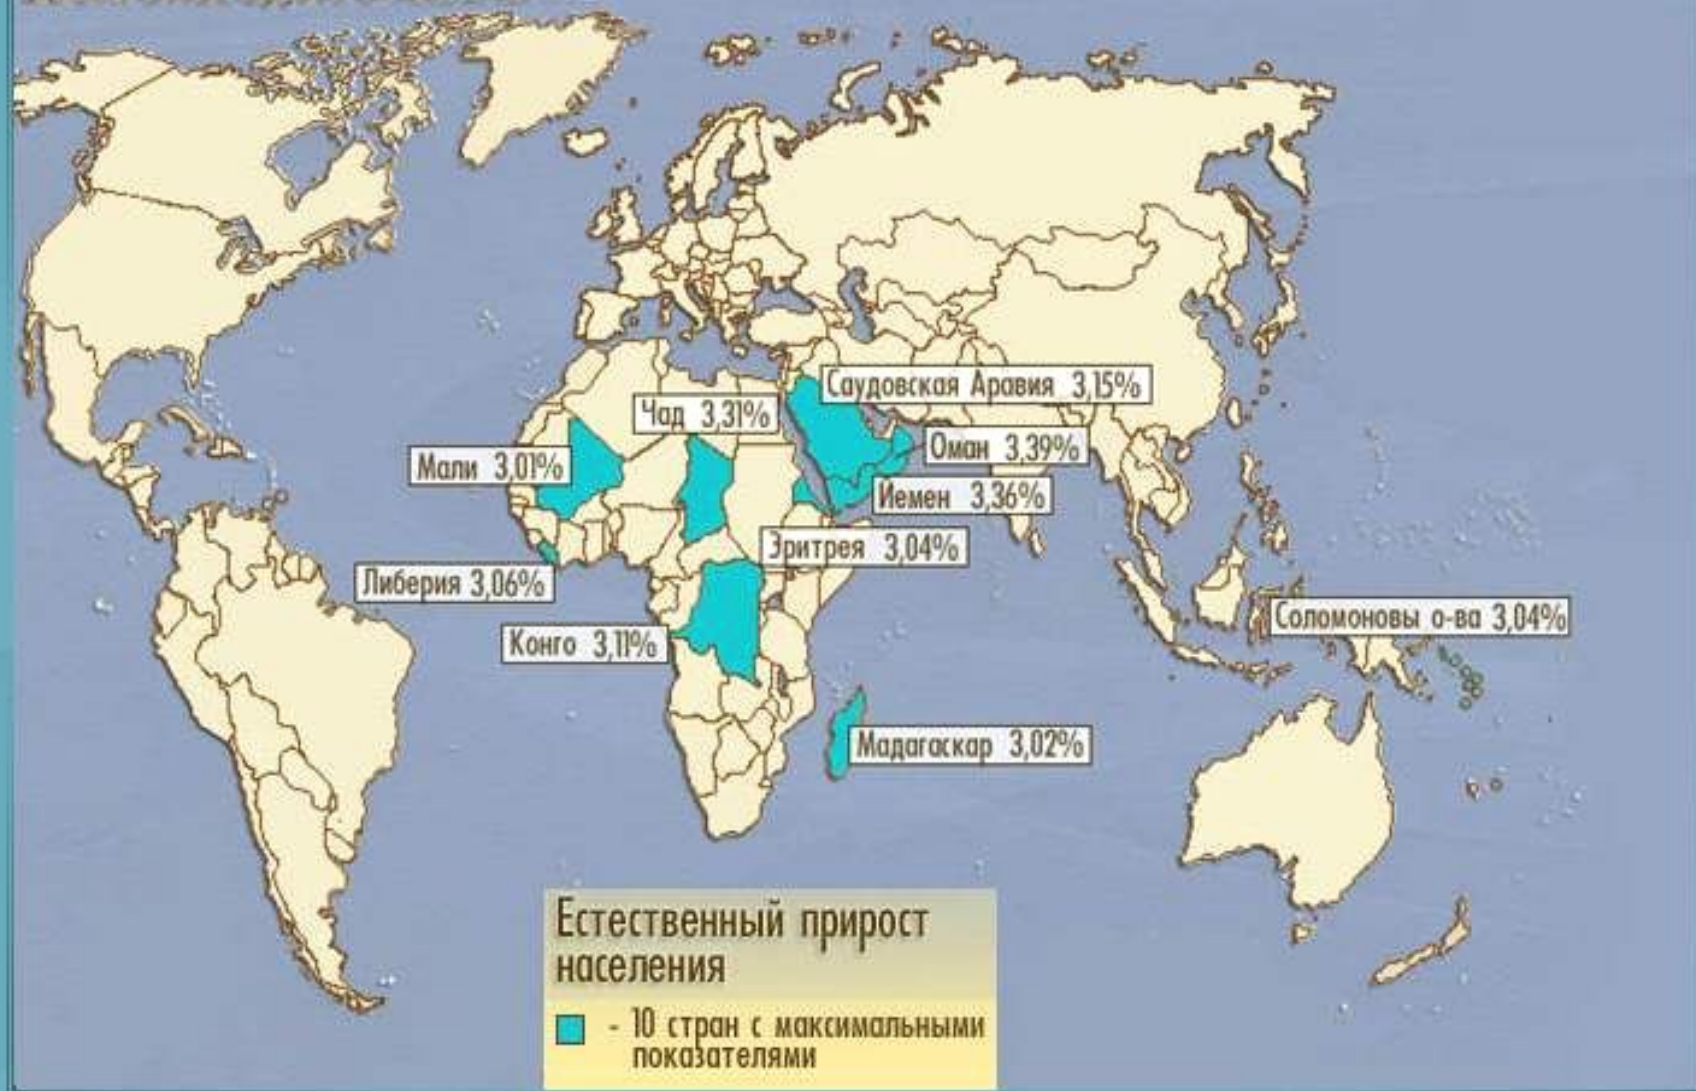 Саудовская Аравия 3,15%
Чад 3,31%
Оман 3,39%
Мали 3,01%
Йемен 3,36%
Эритрея 3,04%
Либерия 3,06%
Соломоновы о-ва 3,04%
Конго 3,11%
Мадагаскар 3,02%
Естественный прирост
населения
- 10 стран с максимальными
показателями